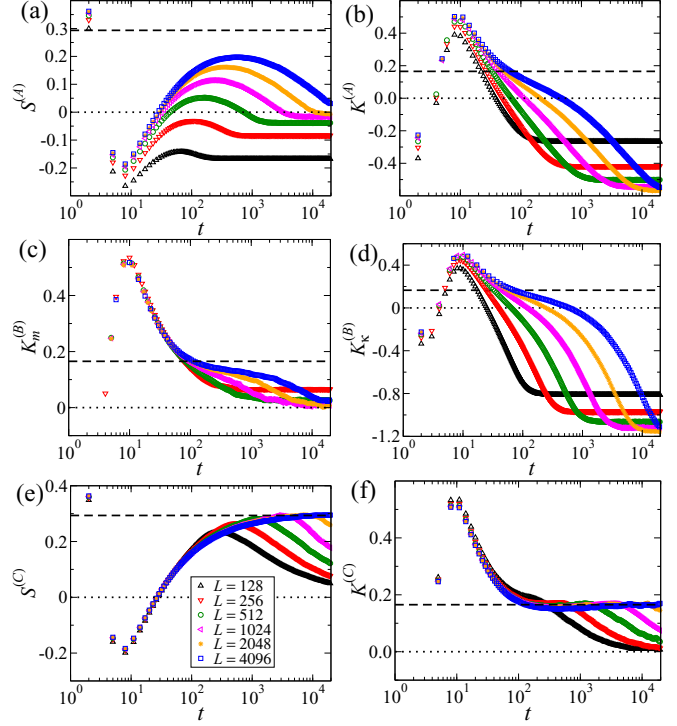 (a)
0.3
0.2
0.1
0
-0.1
-0.2
S^(A)
10^0 10^1 10^2 10^3 10^4
t
(b)
0.4
0.2
0.0
-0.2
-0.4
K^(A)
10^0 10^1 10^2 10^3 10^4
t
(c)
0.4
0.2
0
K_m^(B)
10^0 10^1 10^2 10^3 10^4
t
(d)
0.4
0
-0.4
-0.8
-1.2
K_κ^(B)
10^0 10^1 10^2 10^3 10^4
t
(e)
0.4
0.2
0
-0.2
S^(C)
L = 128
L = 256
L = 512
L = 1024
L = 2048
L = 4096
10^0 10^1 10^2 10^3 10^4
t
(f)
0.4
0.2
0.0
K^(C)
10^0 10^1 10^2 10^3 10^4
t